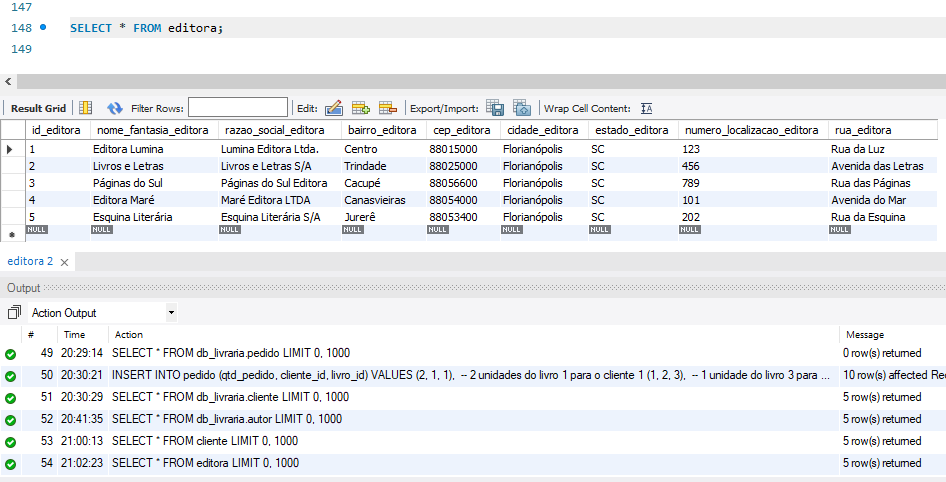 147
148 SELECT * FROM editora;
149
Result Grid Filter Rows: Edit: Export/Import: Wrap Cell Content:
id_editora nome_fantasia_editora razao_social_editora bairro_editora cep_editora cidade_editora estado_editora numero_localizacao_editora rua_editora
1 Editora Lumina Lumina Editora Ltda. Centro 88015000 Florianópolis SC 123 Rua da Luz
2 Livros e Letras Livros e Letras S/A Trindade 88025000 Florianópolis SC 456 Avenida das Letras
3 Páginas do Sul Páginas do Sul Editora Cacupé 88056600 Florianópolis SC 789 Rua das Páginas
4 Editora Maré Maré Editora LTDA Canasvieiras 88054000 Florianópolis SC 101 Avenida do Mar
5 Esquina Literária Esquina Literária S/A Jurerê 88053400 Florianópolis SC 202 Rua da Esquina
NULL NULL NULL NULL NULL NULL NULL NULL NULL
editora 2
Output
Action Output
# Time Action Message
49 20:29:14 SELECT * FROM db_livraria.pedido LIMIT 0, 1000 0 row(s) returned
50 20:30:21 INSERT INTO pedido (qtd_pedido, cliente_id, livro_id) VALUES (2, 1, 1), -- 2 unidades do livro 1 para o cliente 1 (1, 2, 3), -- 1 unidade do livro 3 para ... 10 row(s) affected Rec
51 20:30:29 SELECT * FROM db_livraria.cliente LIMIT 0, 1000 5 row(s) returned
52 20:41:35 SELECT * FROM db_livraria.autor LIMIT 0, 1000 5 row(s) returned
53 21:00:13 SELECT * FROM cliente LIMIT 0, 1000 5 row(s) returned
54 21:02:23 SELECT * FROM editora LIMIT 0, 1000 5 row(s) returned